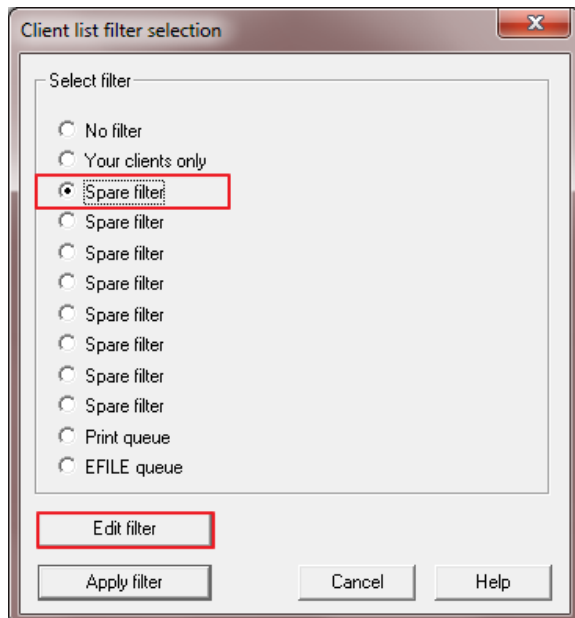 Client list filter selection
Select filter
No filter
Your clients only
Spare filter
Spare filter
Spare filter
Spare filter
Spare filter
Spare filter
Spare filter
Spare filter
Print queue
EFILE queue
Edit filter
Apply filter Cancel Help